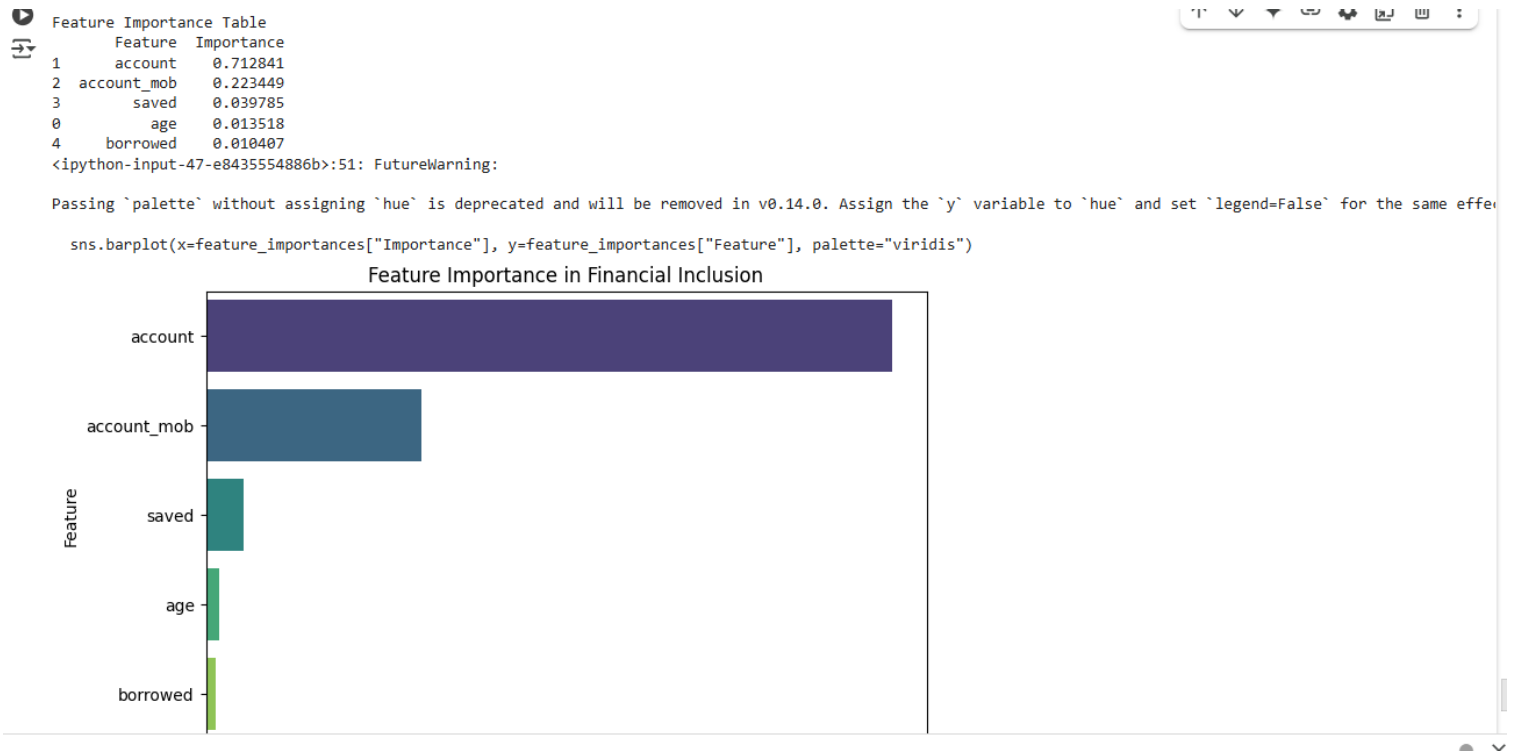 Feature Importance Table
Feature Importance
1 account 0.712841
2 account_mob 0.223449
3 saved 0.039785
0 age 0.013518
4 borrowed 0.010407
<ipython-input-47-e8435554886b>:51: FutureWarning:
Passing `palette` without assigning `hue` is deprecated and will be removed in v0.14.0. Assign the `y` variable to `hue` and set `legend=False` for the same
sns.barplot(x=feature_importances["Importance"], y=feature_importances["Feature"], palette="viridis")
Feature Importance in Financial Inclusion
account
account_mob
saved
age
borrowed
Feature